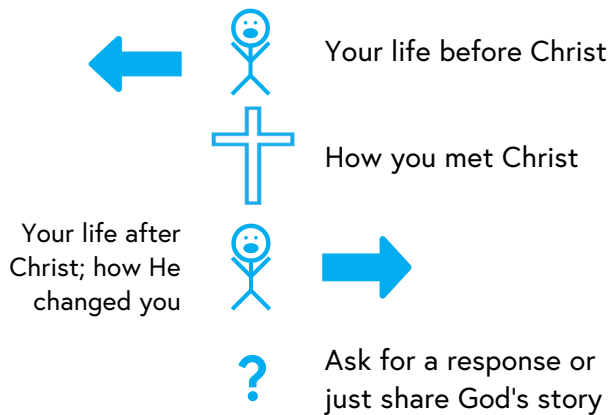 Your life before Christ
How you met Christ
Your life after
Christ; how He
changed you
?
Ask for a response or
just share God's story